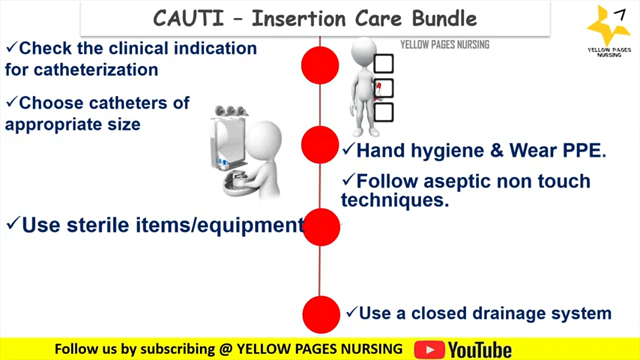 CAUTI – Insertion Care Bundle
YELLOW PAGES
NURSING
YELLOW PAGES NURSING
✓Check the clinical indication
for catheterization
✓Choose catheters of
appropriate size
✓Hand hygiene & Wear PPE.
✓Follow aseptic non touch
techniques.
✓Use sterile items/equipment
✓Use a closed drainage system
Follow us by subscribing @ YELLOW PAGES NURSING
YouTube